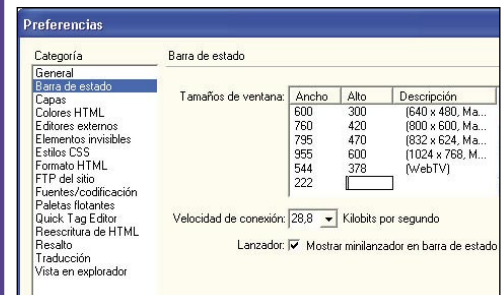 Preferencias
Categoría
General
Barra de estado
Capas
Colores HTML
Editores externos
Elementos invisibles
Estilos CSS
Formato HTML
FTP del sitio
Fuentes/codificación
Paletas flotantes
Quick Tag Editor
Reescritura de HTML
Resalto
Traducción
Vista en explorador
Barra de estado
Tamaños de ventana: Ancho Alto Descripción
600 300 (640 x 480, Ma...
760 420 (800 x 600, Ma...
795 470 (832 x 624, Ma...
955 600 (1024 x 768, M...
544 378 (WebTV)
222
Velocidad de conexión: 28,8 Kilobits por segundo
Lanzador: Mostrar minilanzador en barra de estado